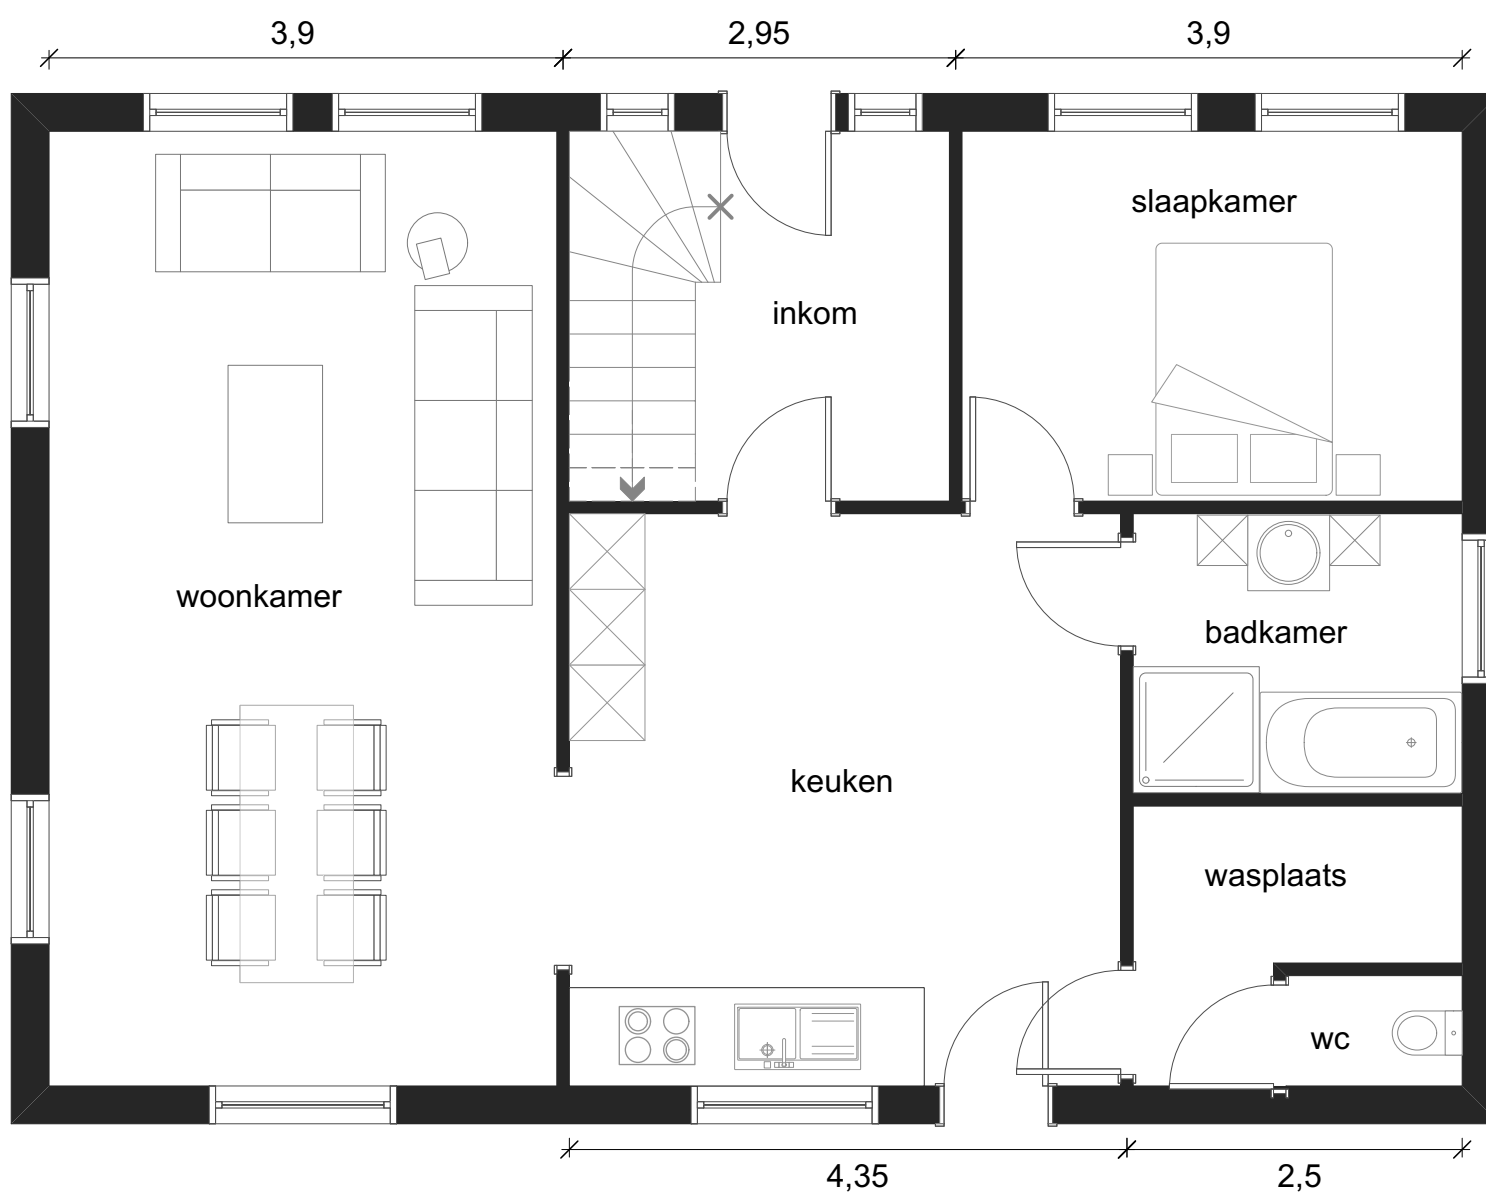 3,9
2,95
3,9
slaapkamer
inkom
woonkamer
badkamer
keuken
wasplaats
wc
4,35
2,5